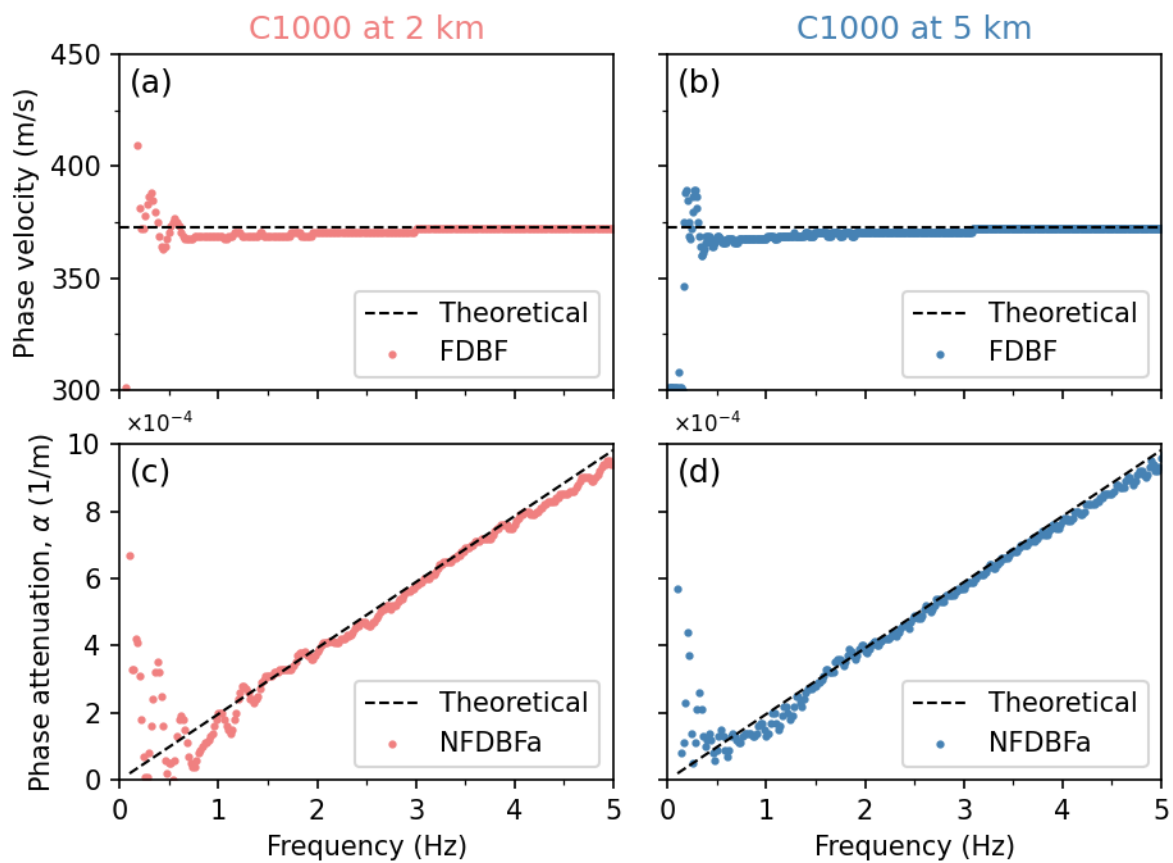 C1000 at 2 km
C1000 at 5 km
(a)
(b)
Phase velocity (m/s)
450
400
350
300
Theoretical
FDBF
Theoretical
FDBF
×10⁻⁴
×10⁻⁴
(c)
(d)
Phase attenuation, α (1/m)
10
8
6
4
2
0
Theoretical
NFDBFa
Theoretical
NFDBFa
0 1 2 3 4 5
0 1 2 3 4 5
Frequency (Hz)
Frequency (Hz)